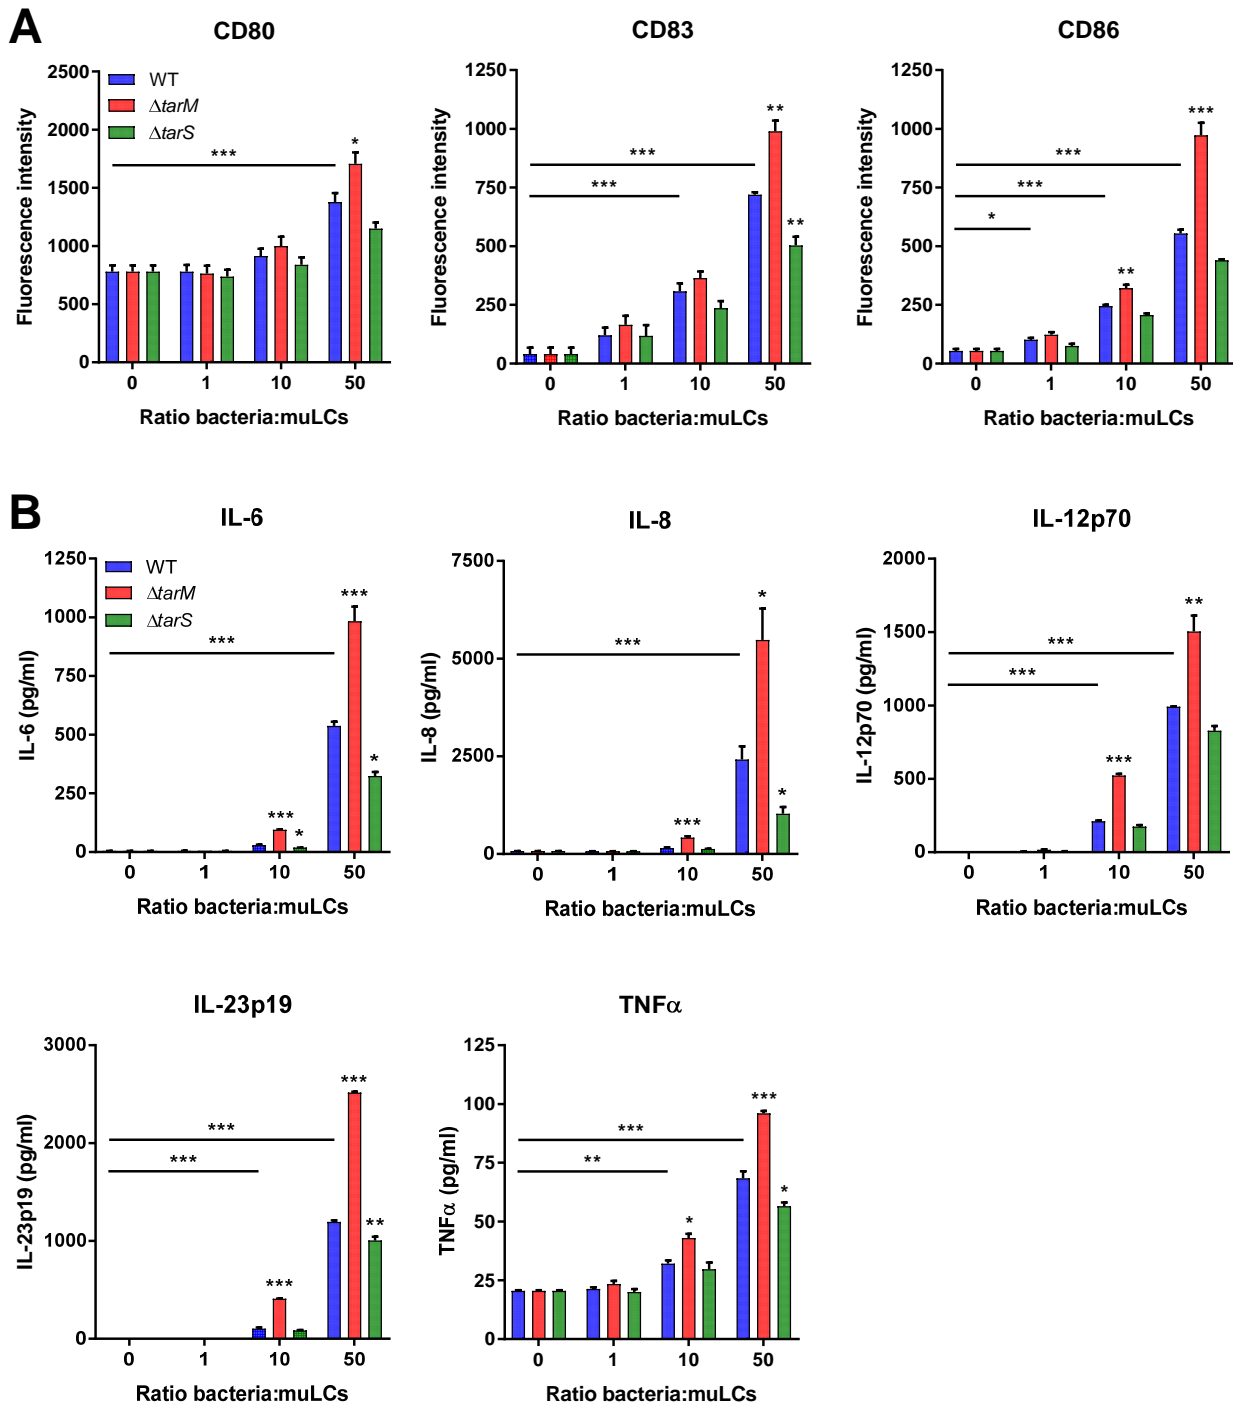 A
CD80
CD83
CD86
Fluorescence intensity
2500
2000
1500
1000
500
0
WT
ΔtarM
ΔtarS
***
*
0 1 10 50
Ratio bacteria:muLCs
Fluorescence intensity
1250
1000
750
500
250
0
***
***
**
**
0 1 10 50
Ratio bacteria:muLCs
Fluorescence intensity
1250
1000
750
500
250
0
***
***
*
**
***
0 1 10 50
Ratio bacteria:muLCs
B
IL-6
IL-8
IL-12p70
IL-6 (pg/ml)
1250
1000
750
500
250
0
WT
ΔtarM
ΔtarS
***
***
*
***
*
0 1 10 50
Ratio bacteria:muLCs
IL-8 (pg/ml)
7500
5000
2500
0
***
***
*
*
0 1 10 50
Ratio bacteria:muLCs
IL-12p70 (pg/ml)
2000
1500
1000
500
0
***
***
***
**
0 1 10 50
Ratio bacteria:muLCs
IL-23p19
TNFα
IL-23p19 (pg/ml)
3000
2000
1000
0
***
***
***
***
**
0 1 10 50
Ratio bacteria:muLCs
TNFα (pg/ml)
125
100
75
50
25
0
***
**
*
***
*
0 1 10 50
Ratio bacteria:muLCs